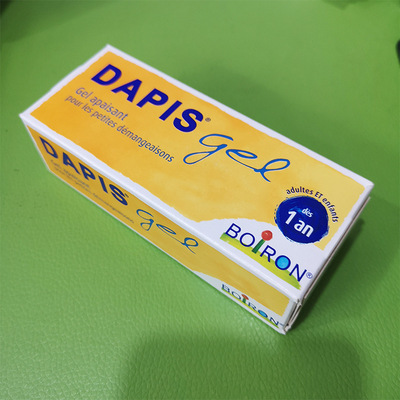 DAPIS® gel
Gel apaisant
pour les petites démangeaisons
adultes ET enfants
dès
1 an
BOIRON®
DAPIS gel
BOIRON